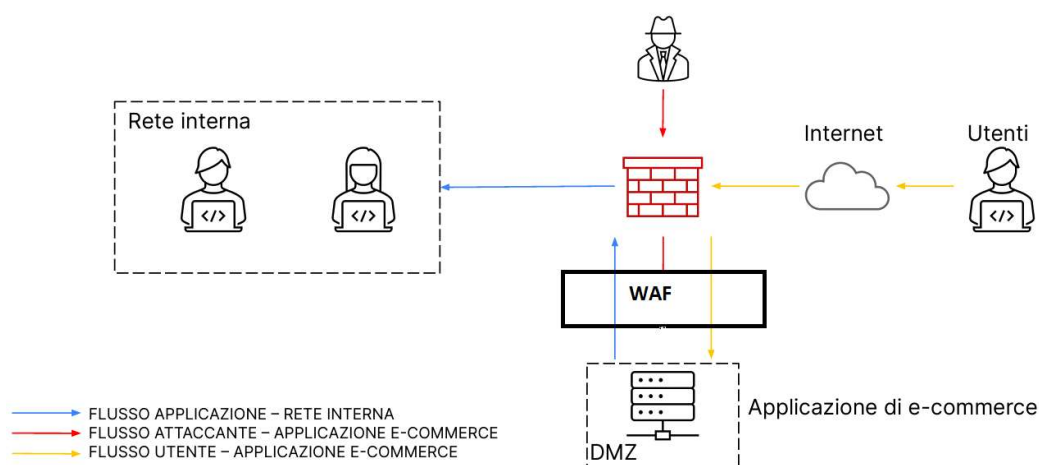 Rete interna
Internet
Utenti
</>
</>
</>
WAF
Applicazione di e-commerce
DMZ
FLUSSO APPLICAZIONE – RETE INTERNA
FLUSSO ATTACCANTE – APPLICAZIONE E-COMMERCE
FLUSSO UTENTE – APPLICAZIONE E-COMMERCE